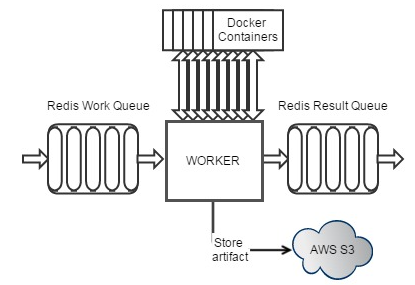 Docker
Containers
Redis Work Queue
Redis Result Queue
WORKER
Store
artifact
AWS S3